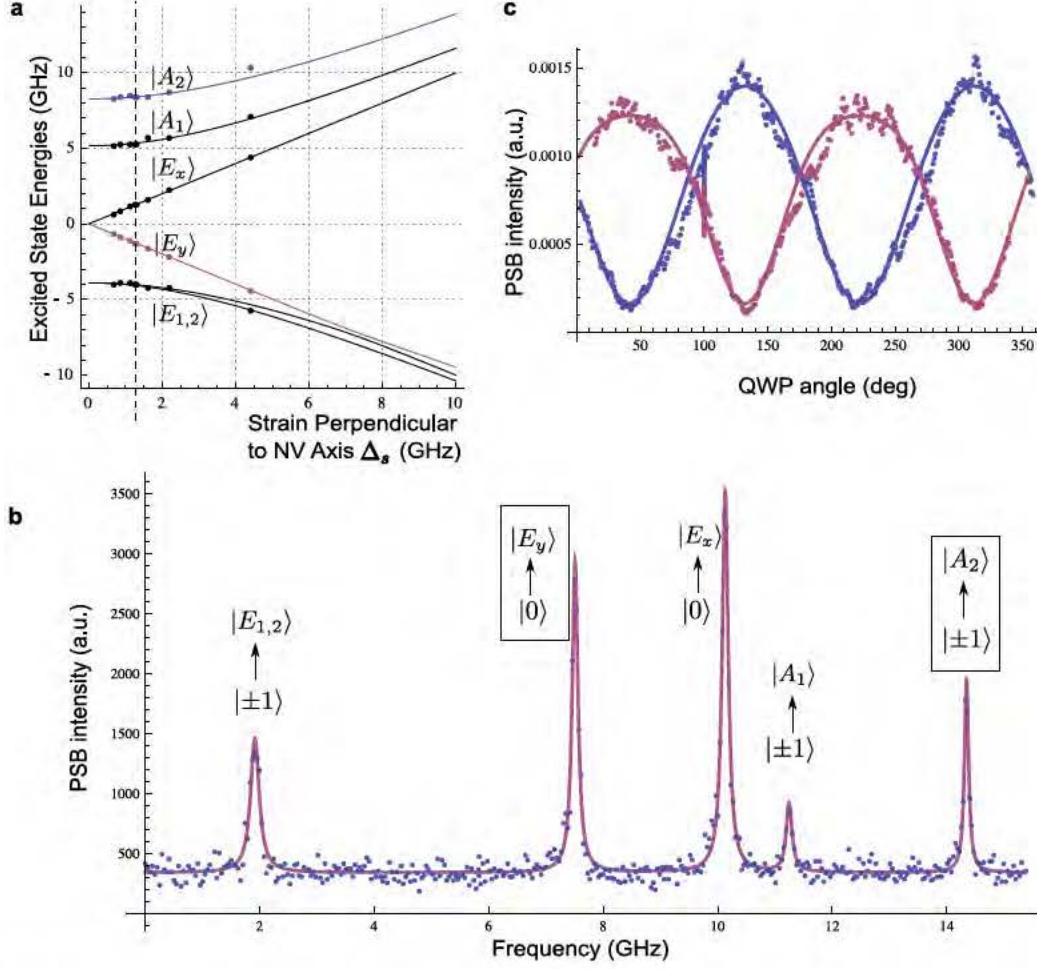 a
Excited State Energies (GHz)
10
5
0
- 5
- 10
|A₂⟩
|A₁⟩
|Eₓ⟩
|E_y⟩
|E₁,₂⟩
0 2 4 6 8 10
Strain Perpendicular
to NV Axis Δₛ (GHz)
c
PSB intensity (a.u.)
0.0015
0.0010
0.0005
0 50 100 150 200 250 300 350
QWP angle (deg)
b
PSB intensity (a.u.)
3500
3000
2500
2000
1500
1000
500
|E₁,₂⟩
|±1⟩
|E_y⟩
|0⟩
|Eₓ⟩
|0⟩
|A₁⟩
|±1⟩
|A₂⟩
|±1⟩
2 4 6 8 10 12 14
Frequency (GHz)